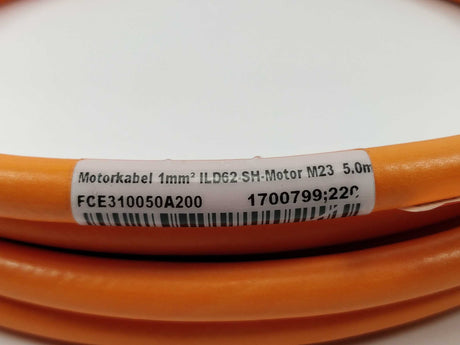 Motorkabel 1mm² ILD62 SH-Motor M23 5.0m
FCE310050A200 1700799;220